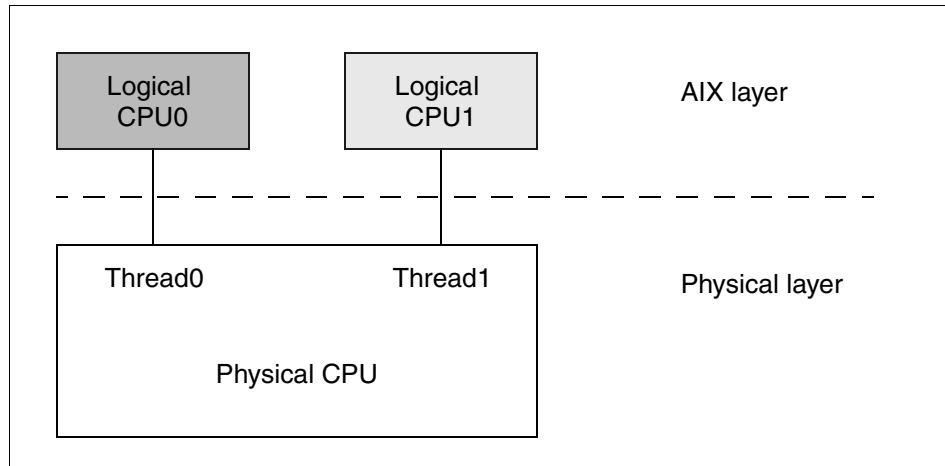 Logical
CPU0
Logical
CPU1
AIX layer
Thread0
Thread1
Physical layer
Physical CPU